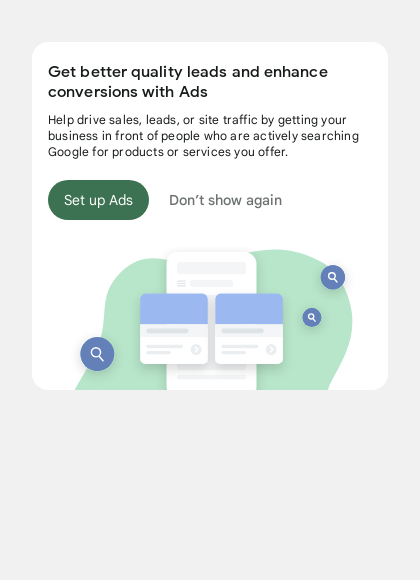 Get better quality leads and enhance
conversions with Ads
Help drive sales, leads, or site traffic by getting your
business in front of people who are actively searching
Google for products or services you offer.
Set up Ads
Don’t show again